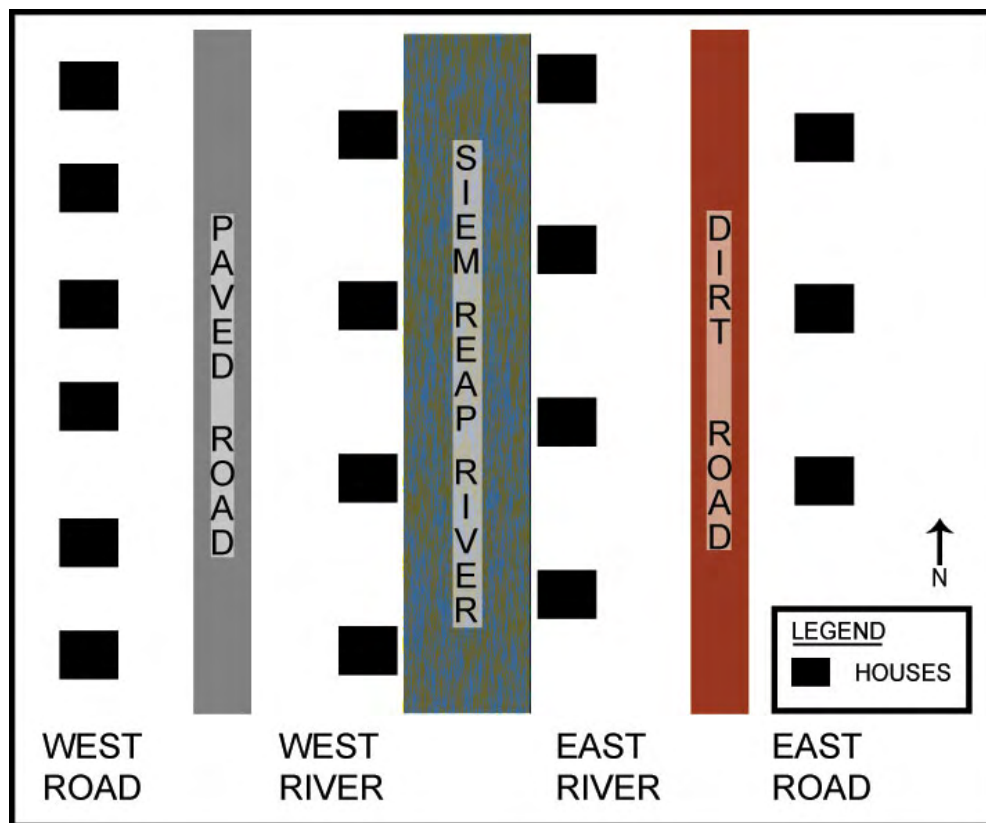 PAVED ROAD
SIEM REAP RIVER
DIRT ROAD
N
LEGEND
HOUSES
WEST ROAD
WEST RIVER
EAST RIVER
EAST ROAD